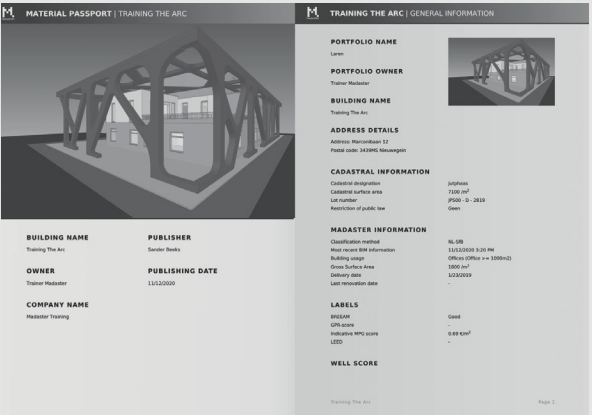 MATERIAL PASSPORT | TRAINING THE ARC
BUILDING NAME
Training The Arc
PUBLISHER
Sander Beeks
OWNER
Trainer Madaster
PUBLISHING DATE
11/12/2020
COMPANY NAME
Madaster Training
TRAINING THE ARC | GENERAL INFORMATION
PORTFOLIO NAME
Laren
PORTFOLIO OWNER
Trainer Madaster
BUILDING NAME
Training The Arc
ADDRESS DETAILS
Address: Marconibaan 52
Postal code: 3439MS Nieuwegein
CADASTRAL INFORMATION
Cadastral designation Jutphaas
Cadastral surface area 7100 /m²
Lot number JPS00 - D - 2819
Restriction of public law Geen
MADASTER INFORMATION
Classification method NL-SfB
Most recent BIM information 11/12/2020 3:20 PM
Building usage Offices (Office >= 1000m2)
Gross Surface Area 1800 /m²
Delivery date 1/23/2019
Last renovation date -
LABELS
BREEAM Good
GPR-score -
Indicative MPG score 0.69 €/m²
LEED -
WELL SCORE
Training The Arc Page 2